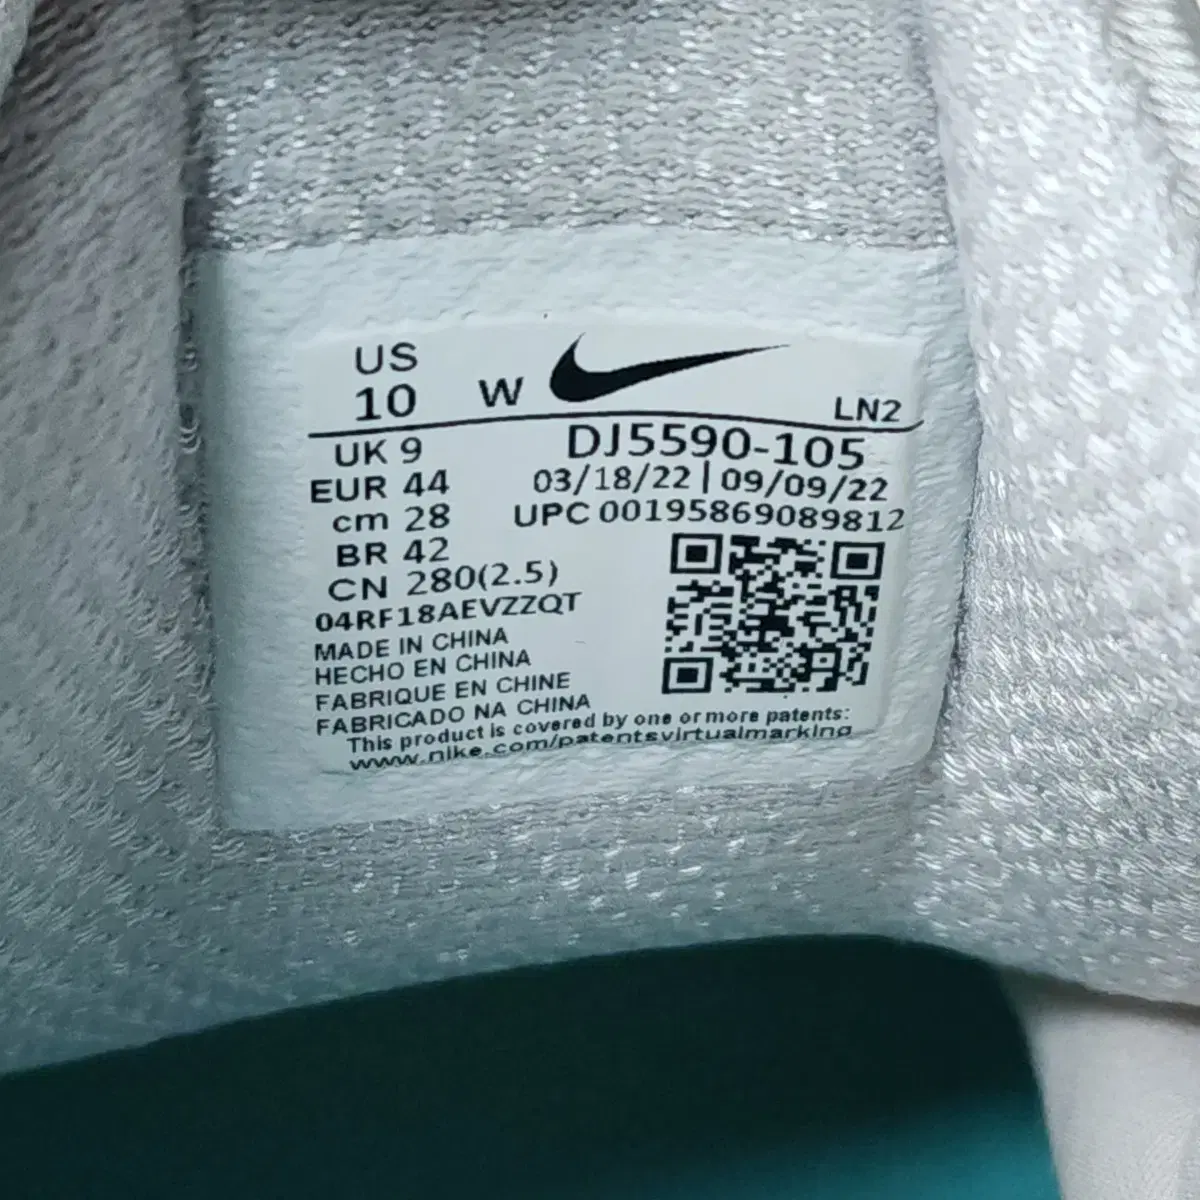 US
10 W
LN2
UK 9
DJ5590-105
EUR 44
03/18/22 | 09/09/22
cm 28
UPC 00195869089812
BR 42
CN 280(2.5)
04RF18AEVZZQT
MADE IN CHINA
HECHO EN CHINA
FABRIQUE EN CHINE
FABRICADO NA CHINA
This product is covered by one or more patents:
www.nike.com/patentsvirtualmarking